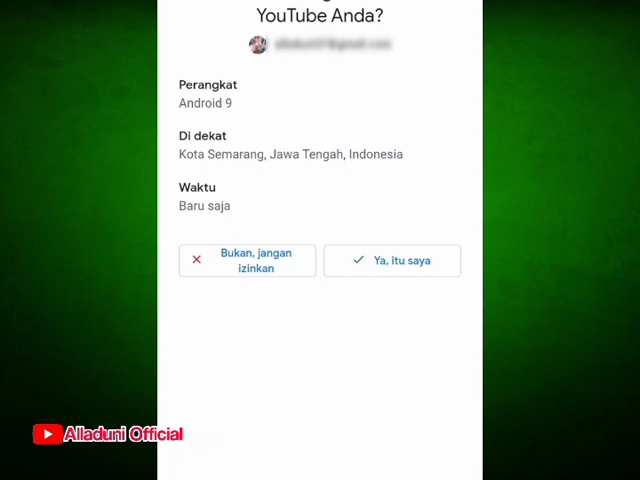 YouTube Anda?
Perangkat
Android 9
Di dekat
Kota Semarang, Jawa Tengah, Indonesia
Waktu
Baru saja
Bukan, jangan
izinkan
Ya, itu saya
Alladuni Official